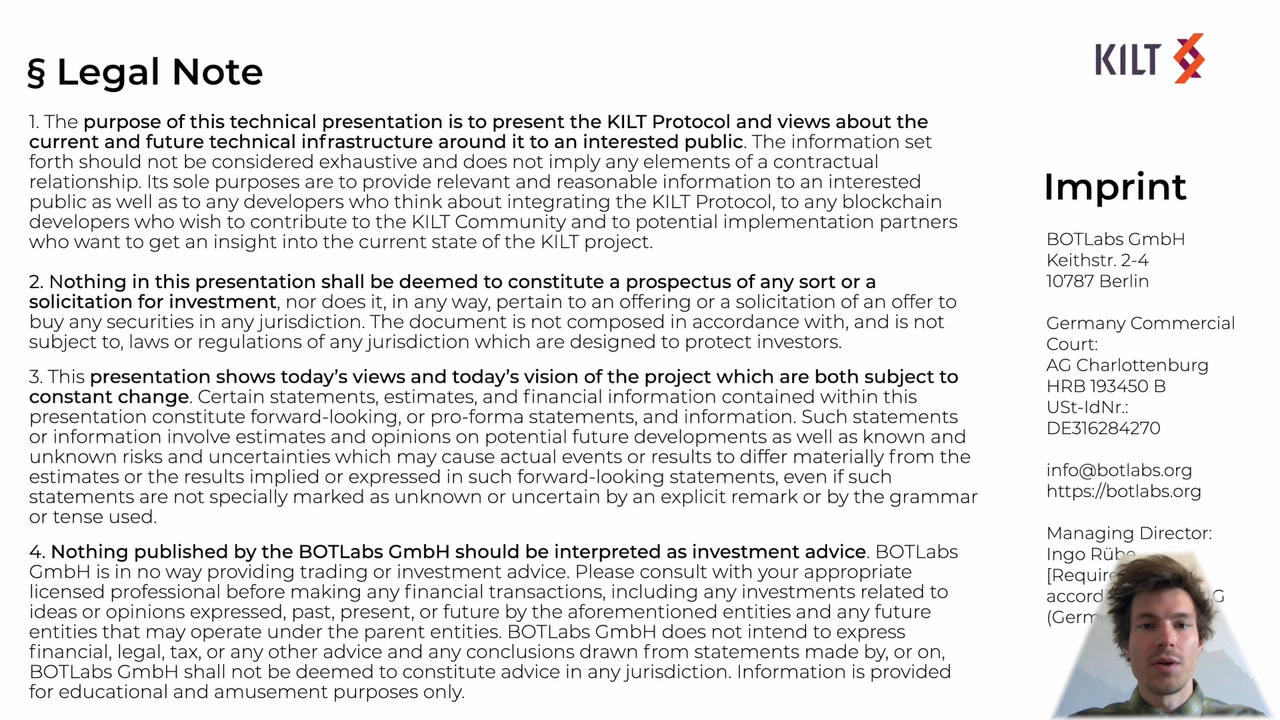 KILT
§ Legal Note
1. The purpose of this technical presentation is to present the KILT Protocol and views about the
current and future technical infrastructure around it to an interested public. The information set
forth should not be considered exhaustive and does not imply any elements of a contractual
relationship. Its sole purposes are to provide relevant and reasonable information to an interested
public as well as to any developers who think about integrating the KILT Protocol, to any blockchain
developers who wish to contribute to the KILT Community and to potential implementation partners
who want to get an insight into the current state of the KILT project.
2. Nothing in this presentation shall be deemed to constitute a prospectus of any sort or a
solicitation for investment, nor does it, in any way, pertain to an offering or a solicitation of an offer to
buy any securities in any jurisdiction. The document is not composed in accordance with, and is not
subject to, laws or regulations of any jurisdiction which are designed to protect investors.
3. This presentation shows today’s views and today’s vision of the project which are both subject to
constant change. Certain statements, estimates, and financial information contained within this
presentation constitute forward-looking, or pro-forma statements, and information. Such statements
or information involve estimates and opinions on potential future developments as well as known and
unknown risks and uncertainties which may cause actual events or results to differ materially from the
estimates or the results implied or expressed in such forward-looking statements, even if such
statements are not specially marked as unknown or uncertain by an explicit remark or by the grammar
or tense used.
4. Nothing published by the BOTLabs GmbH should be interpreted as investment advice. BOTLabs
GmbH is in no way providing trading or investment advice. Please consult with your appropriate
licensed professional before making any financial transactions, including any investments related to
ideas or opinions expressed, past, present, or future by the aforementioned entities and any future
entities that may operate under the parent entities. BOTLabs GmbH does not intend to express
financial, legal, tax, or any other advice and any conclusions drawn from statements made by, or on,
BOTLabs GmbH shall not be deemed to constitute advice in any jurisdiction. Information is provided
for educational and amusement purposes only.
Imprint
BOTLabs GmbH
Keithstr. 2-4
10787 Berlin
Germany Commercial
Court:
AG Charlottenburg
HRB 193450 B
USt-IdNr.:
DE316284270
info@botlabs.org
https://botlabs.org
Managing Director:
Ingo Rübe